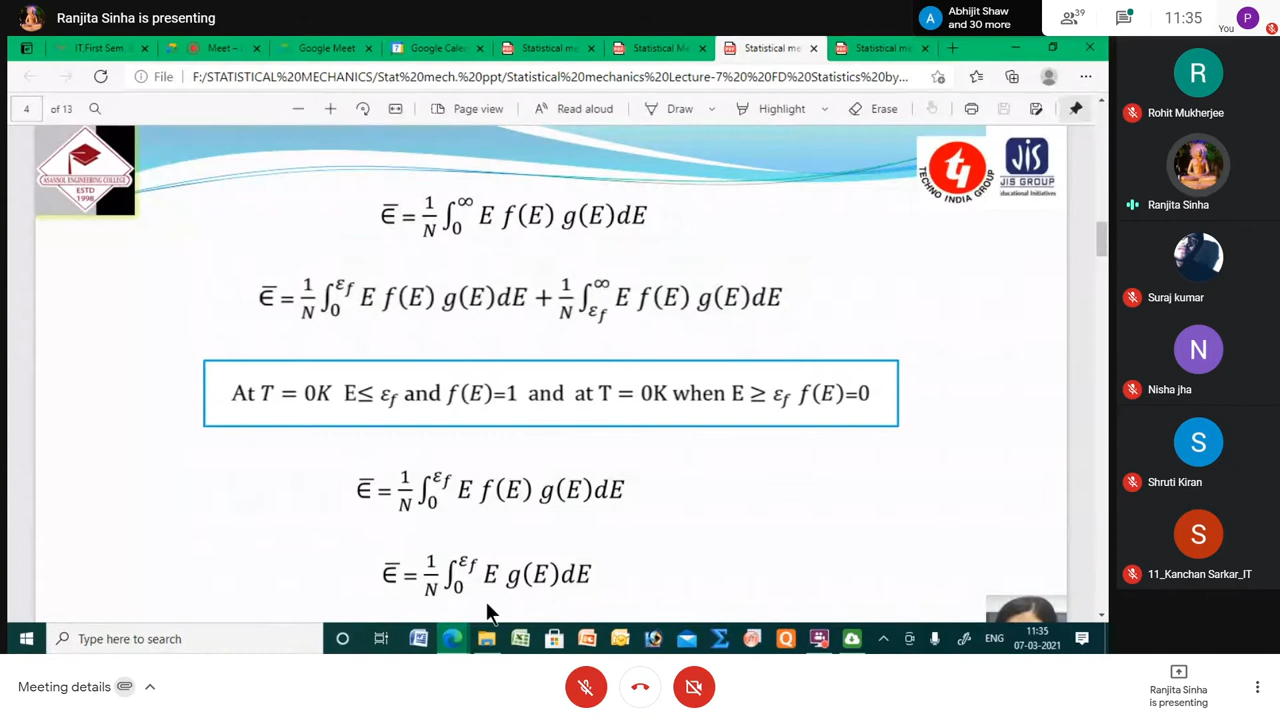 Ranjita Sinha is presenting
A
Abhijit Shaw
and 30 more
39
11:35
You
P
IT.First Sem
Meet –
Google Meet
Google Cale
Statistical me
Statistical Me
Statistical me
Statistical me
File
F:/STATISTICAL%20MECHANICS/Stat%20mech.%20ppt/Statistical%20mechanics%20Lecture-7%20%20FD%20Statistics%20by...
4
of 13
Page view
Read aloud
Draw
Highlight
Erase
ASANSOL ENGINEERING COLLEGE
ESTD
1998
TECHNO INDIA GROUP
JIS
JIS GROUP
Educational Initiatives
ϵ̅ = 1/N ∫₀^∞ E f(E) g(E)dE
ϵ̅ = 1/N ∫₀^εf E f(E) g(E)dE + 1/N ∫_εf^∞ E f(E) g(E)dE
At T = 0K E≤ εf and f(E)=1 and at T = 0K when E ≥ εf f(E)=0
ϵ̅ = 1/N ∫₀^εf E f(E) g(E)dE
ϵ̅ = 1/N ∫₀^εf E g(E)dE
R
Rohit Mukherjee
Ranjita Sinha
Suraj kumar
N
Nisha jha
S
Shruti Kiran
S
11_Kanchan Sarkar_IT
Type here to search
ENG
11:35
07-03-2021
Meeting details
Ranjita Sinha
is presenting